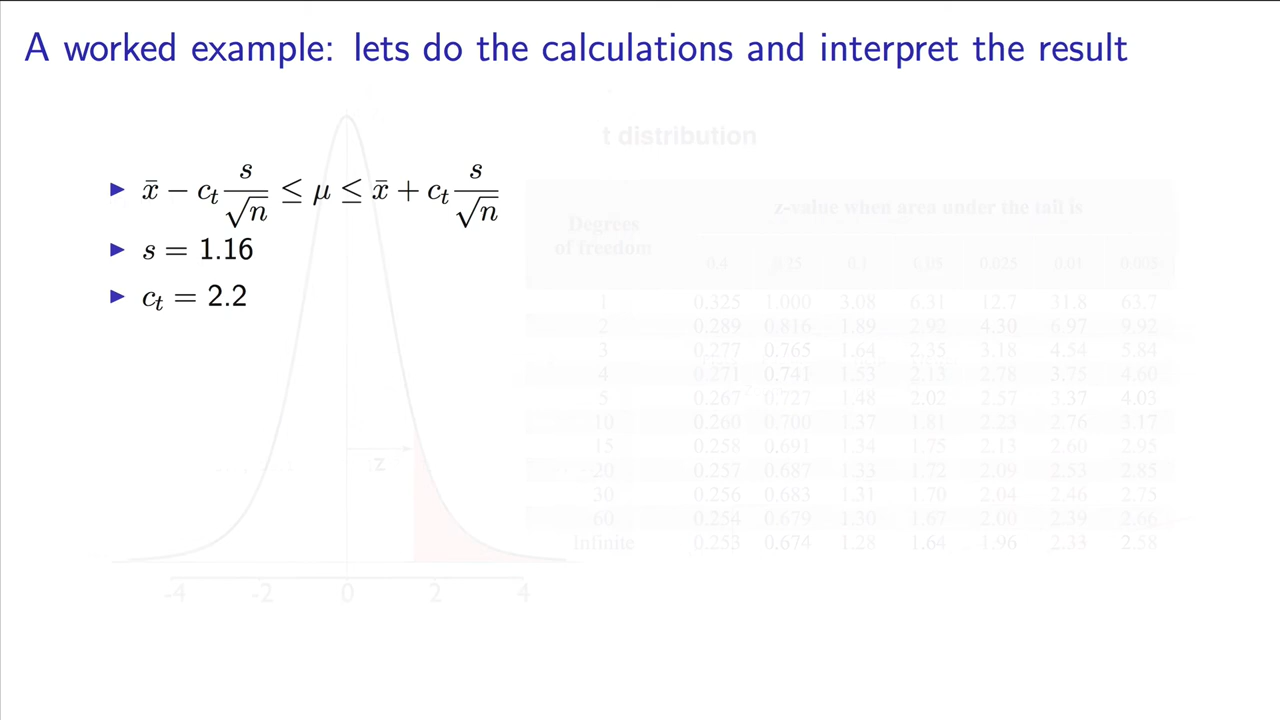 A worked example: lets do the calculations and interpret the result
▶ x̄ − cₜ s/√n ≤ μ ≤ x̄ + cₜ s/√n
▶ s = 1.16
▶ cₜ = 2.2
t distribution
Degrees of freedom
z-value when area under the tail is
0.4 0.25 0.1 0.05 0.025 0.01 0.005
1 0.325 1.000 3.08 6.31 12.7 31.8 63.7
2 0.289 0.816 1.89 2.92 4.30 6.97 9.92
3 0.277 0.765 1.64 2.35 3.18 4.54 5.84
4 0.271 0.741 1.53 2.13 2.78 3.75 4.60
5 0.267 0.727 1.48 2.02 2.57 3.37 4.03
10 0.260 0.700 1.37 1.81 2.23 2.76 3.17
15 0.258 0.691 1.34 1.75 2.13 2.60 2.95
20 0.257 0.687 1.33 1.72 2.09 2.53 2.85
30 0.256 0.683 1.31 1.70 2.04 2.46 2.75
60 0.254 0.679 1.30 1.67 2.00 2.39 2.66
Infinite 0.253 0.674 1.28 1.64 1.96 2.33 2.58
z
-4 -2 0 2 4